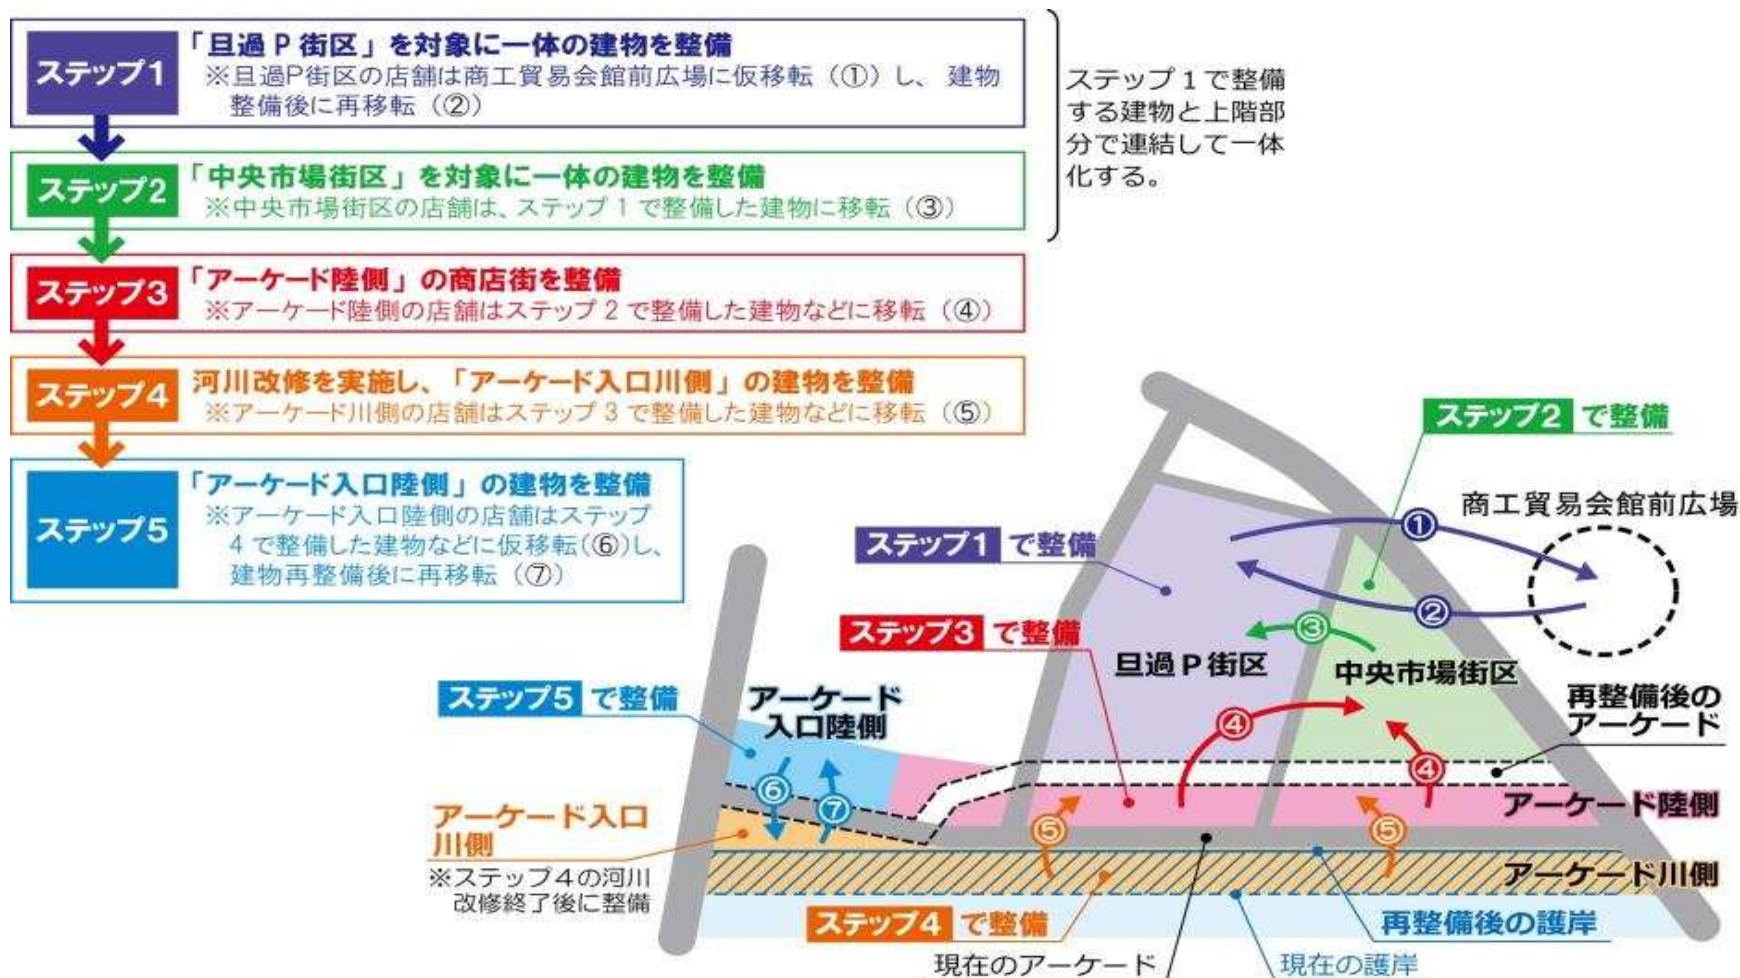 ステップ1
「旦過P街区」を対象に一体の建物を整備
※旦過P街区の店舗は商工貿易会館前広場に仮移転（①）し、建物
整備後に再移転（②）
ステップ2
「中央市場街区」を対象に一体の建物を整備
※中央市場街区の店舗は、ステップ1で整備した建物に移転（③）
ステップ1で整備
する建物と上階部
分で連結して一体
化する。
ステップ3
「アーケード陸側」の商店街を整備
※アーケード陸側の店舗はステップ2で整備した建物などに移転（④）
ステップ4
河川改修を実施し、「アーケード入口川側」の建物を整備
※アーケード川側の店舗はステップ3で整備した建物などに移転（⑤）
ステップ5
「アーケード入口陸側」の建物を整備
※アーケード入口陸側の店舗はステップ
4で整備した建物などに仮移転（⑥）し、
建物再整備後に再移転（⑦）
ステップ2で整備
商工貿易会館前広場
①
ステップ1で整備
②
ステップ3で整備
③
旦過P街区
中央市場街区
ステップ5で整備
アーケード
入口陸側
再整備後の
アーケード
④
④
⑥
⑦
アーケード陸側
アーケード入口
川側
※ステップ4の河川
改修終了後に整備
⑤
⑤
アーケード川側
ステップ4で整備
再整備後の護岸
現在のアーケード
現在の護岸